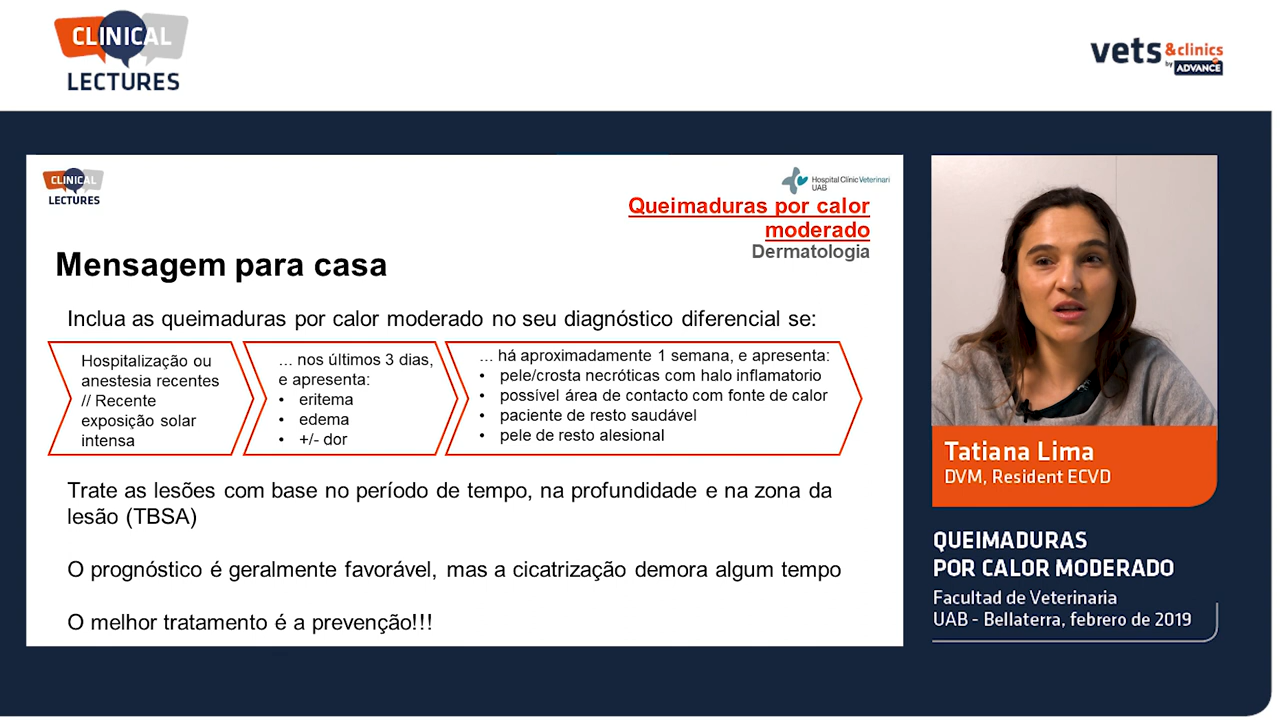 CLINICAL
LECTURES
vets &clinics
by ADVANCE
CLINICAL
LECTURES
Hospital Clínic Veterinari
UAB
Queimaduras por calor
moderado
Dermatologia
Mensagem para casa
Inclua as queimaduras por calor moderado no seu diagnóstico diferencial se:
Hospitalização ou
anestesia recentes
// Recente
exposição solar
intensa
... nos últimos 3 dias,
e apresenta:
• eritema
• edema
• +/- dor
... há aproximadamente 1 semana, e apresenta:
• pele/crosta necróticas com halo inflamatorio
• possível área de contacto com fonte de calor
• paciente de resto saudável
• pele de resto alesional
Trate as lesões com base no período de tempo, na profundidade e na zona da
lesão (TBSA)
O prognóstico é geralmente favorável, mas a cicatrização demora algum tempo
O melhor tratamento é a prevenção!!!
Tatiana Lima
DVM, Resident ECVD
QUEIMADURAS
POR CALOR MODERADO
Facultad de Veterinaria
UAB - Bellaterra, febrero de 2019